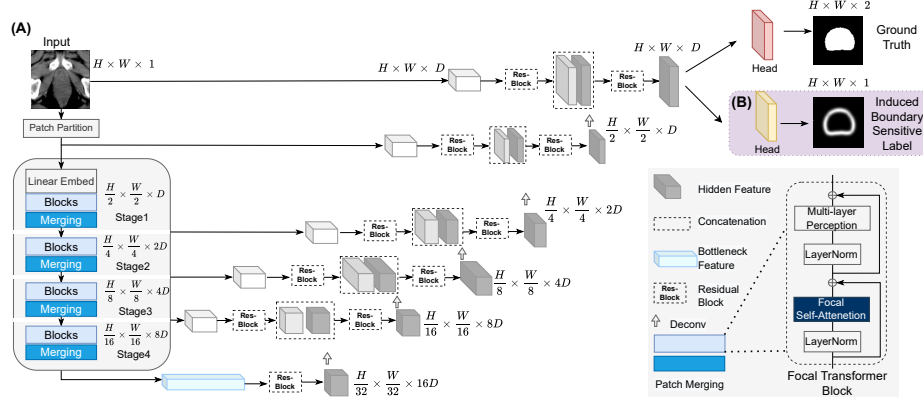 (A)
Input
H × W × 1
Patch Partition
Linear Embed
Blocks
Merging
H/2 × W/2 × D
Stage1
Blocks
Merging
H/4 × W/4 × 2D
Stage2
Blocks
Merging
H/8 × W/8 × 4D
Stage3
Blocks
Merging
H/16 × W/16 × 8D
Stage4
H × W × D
Res-
Block
Res-
Block
H × W × D
Res-
Block
Res-
Block
H/2 × W/2 × D
Res-
Block
Res-
Block
H/4 × W/4 × 2D
Res-
Block
Res-
Block
H/8 × W/8 × 4D
Res-
Block
Res-
Block
H/16 × W/16 × 8D
Res-
Block
H/32 × W/32 × 16D
Head
H × W × 2
Ground
Truth
(B)
Head
H × W × 1
Induced
Boundary
Sensitive
Label
Hidden Feature
Concatenation
Bottleneck
Feature
Res-
Block
Residual
Block
Deconv
Patch Merging
Multi-layer
Perception
LayerNorm
Focal
Self-Attenetion
LayerNorm
Focal Transformer
Block